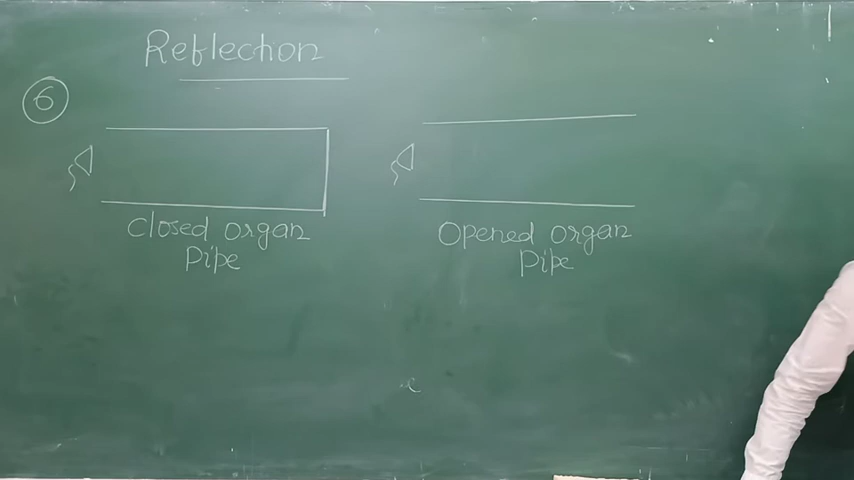 Reflection
6
Closed organ
Pipe
Opened organ
Pipe
x